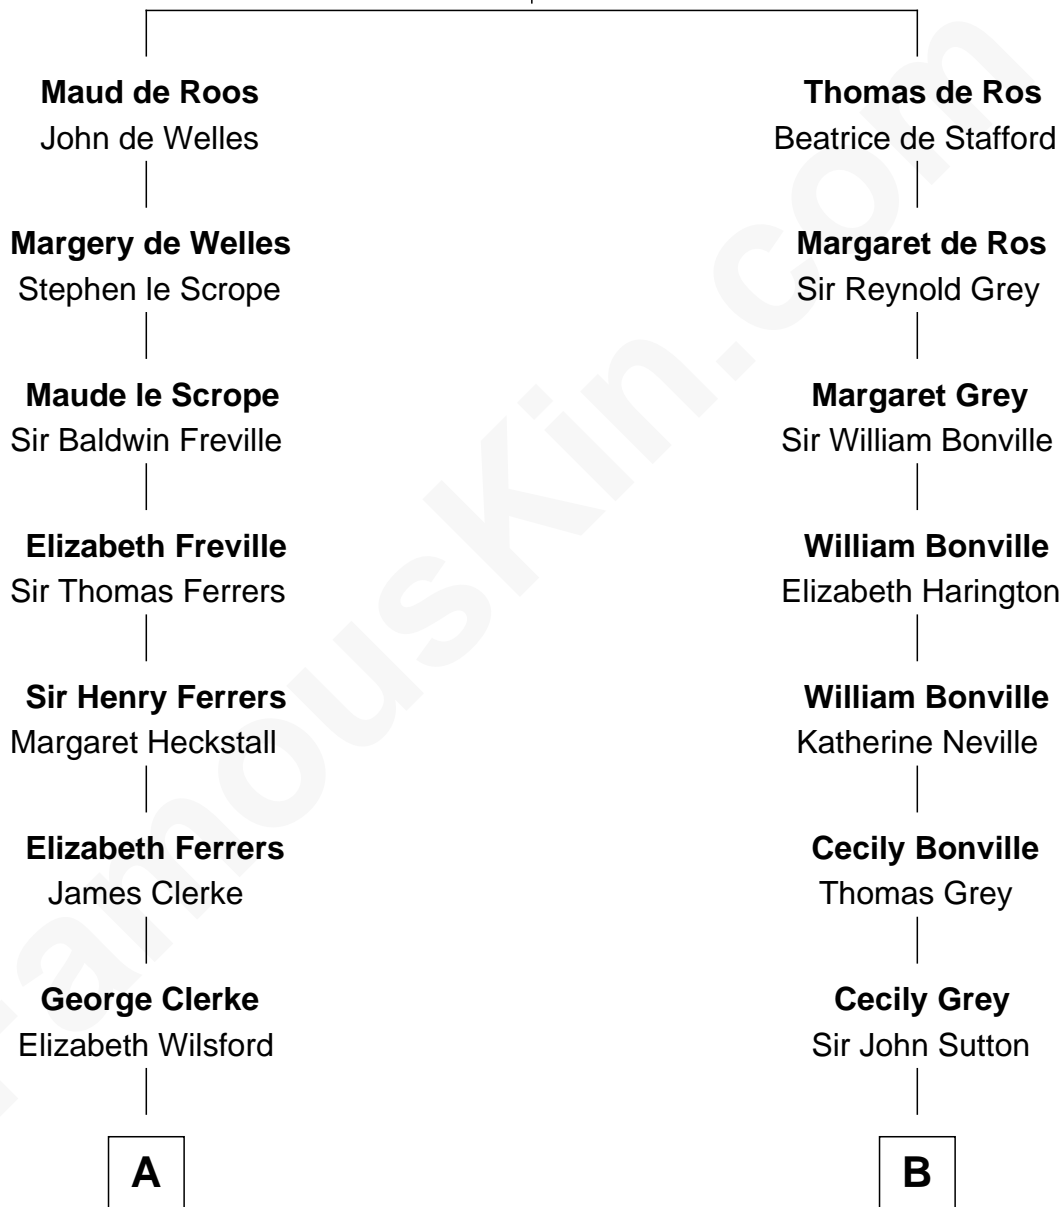 Maud de Roos
John de Welles
Thomas de Ros
Beatrice de Stafford
Margery de Welles
Stephen le Scrope
Margaret de Ros
Sir Reynold Grey
Maude le Scrope
Sir Baldwin Freville
Margaret Grey
Sir William Bonville
Elizabeth Freville
Sir Thomas Ferrers
William Bonville
Elizabeth Harington
Sir Henry Ferrers
Margaret Heckstall
William Bonville
Katherine Neville
Elizabeth Ferrers
James Clerke
Cecily Bonville
Thomas Grey
George Clerke
Elizabeth Wilsford
Cecily Grey
Sir John Sutton
A
B
FamousKin.com